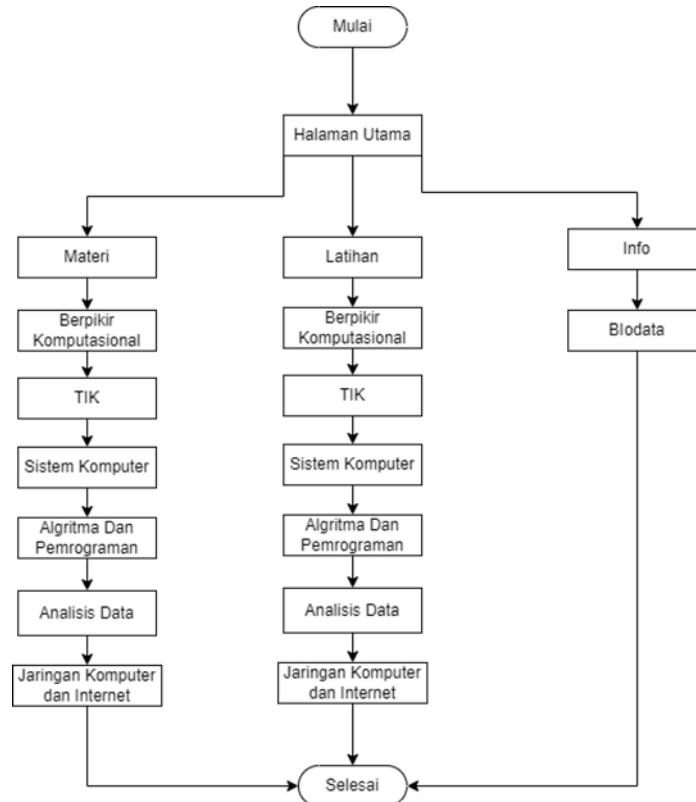 Mulai
Halaman Utama
Materi
Latihan
Info
Berpikir
Komputasional
Berpikir
Komputasional
BIodata
TIK
TIK
Sistem Komputer
Sistem Komputer
Algritma Dan
Pemrograman
Algritma Dan
Pemrograman
Analisis Data
Analisis Data
Jaringan Komputer
dan Internet
Jaringan Komputer
dan Internet
Selesai